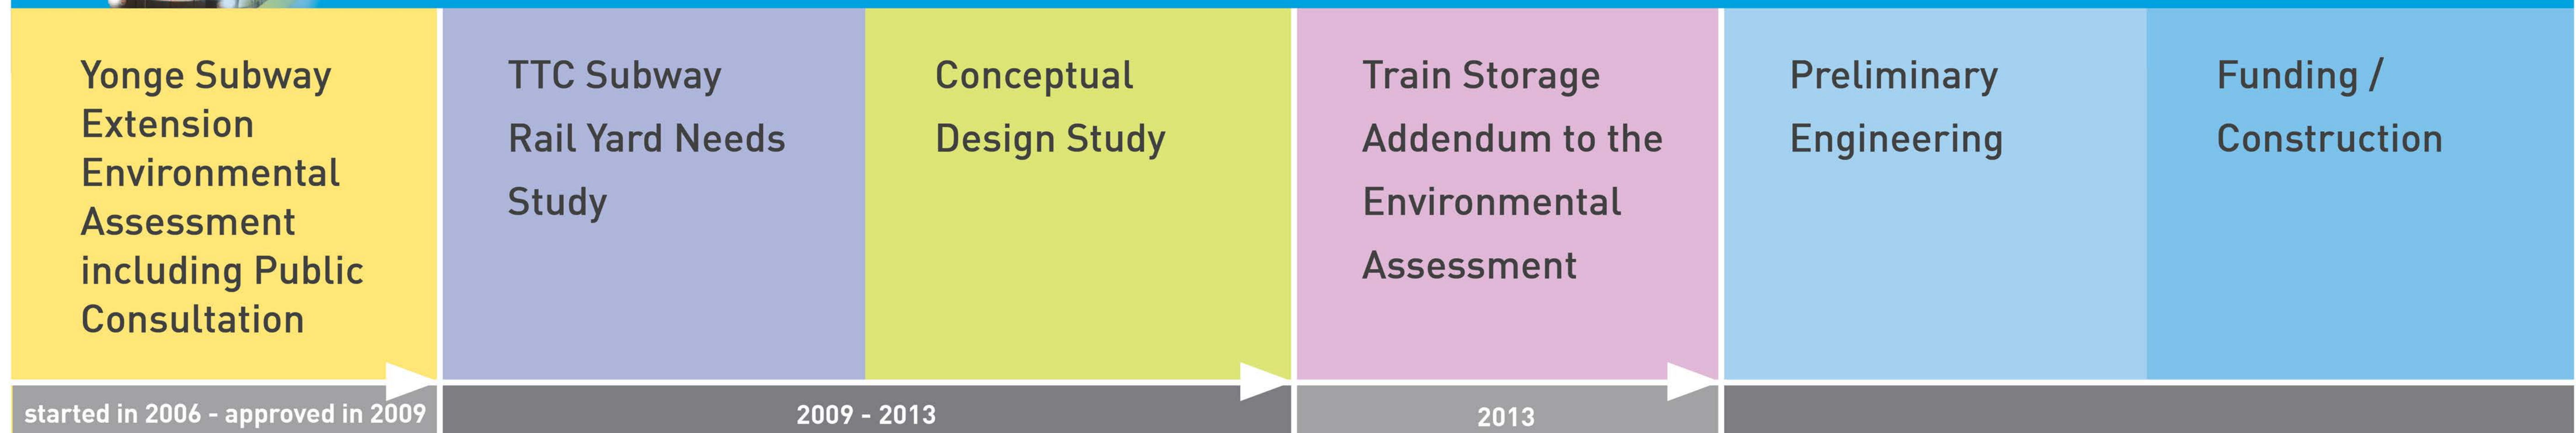 Yonge Subway
Extension
Environmental
Assessment
including Public
Consultation
started in 2006 - approved in 2009
TTC Subway
Rail Yard Needs
Study
Conceptual
Design Study
2009 - 2013
Train Storage
Addendum to the
Environmental
Assessment
2013
Preliminary
Engineering
Funding /
Construction